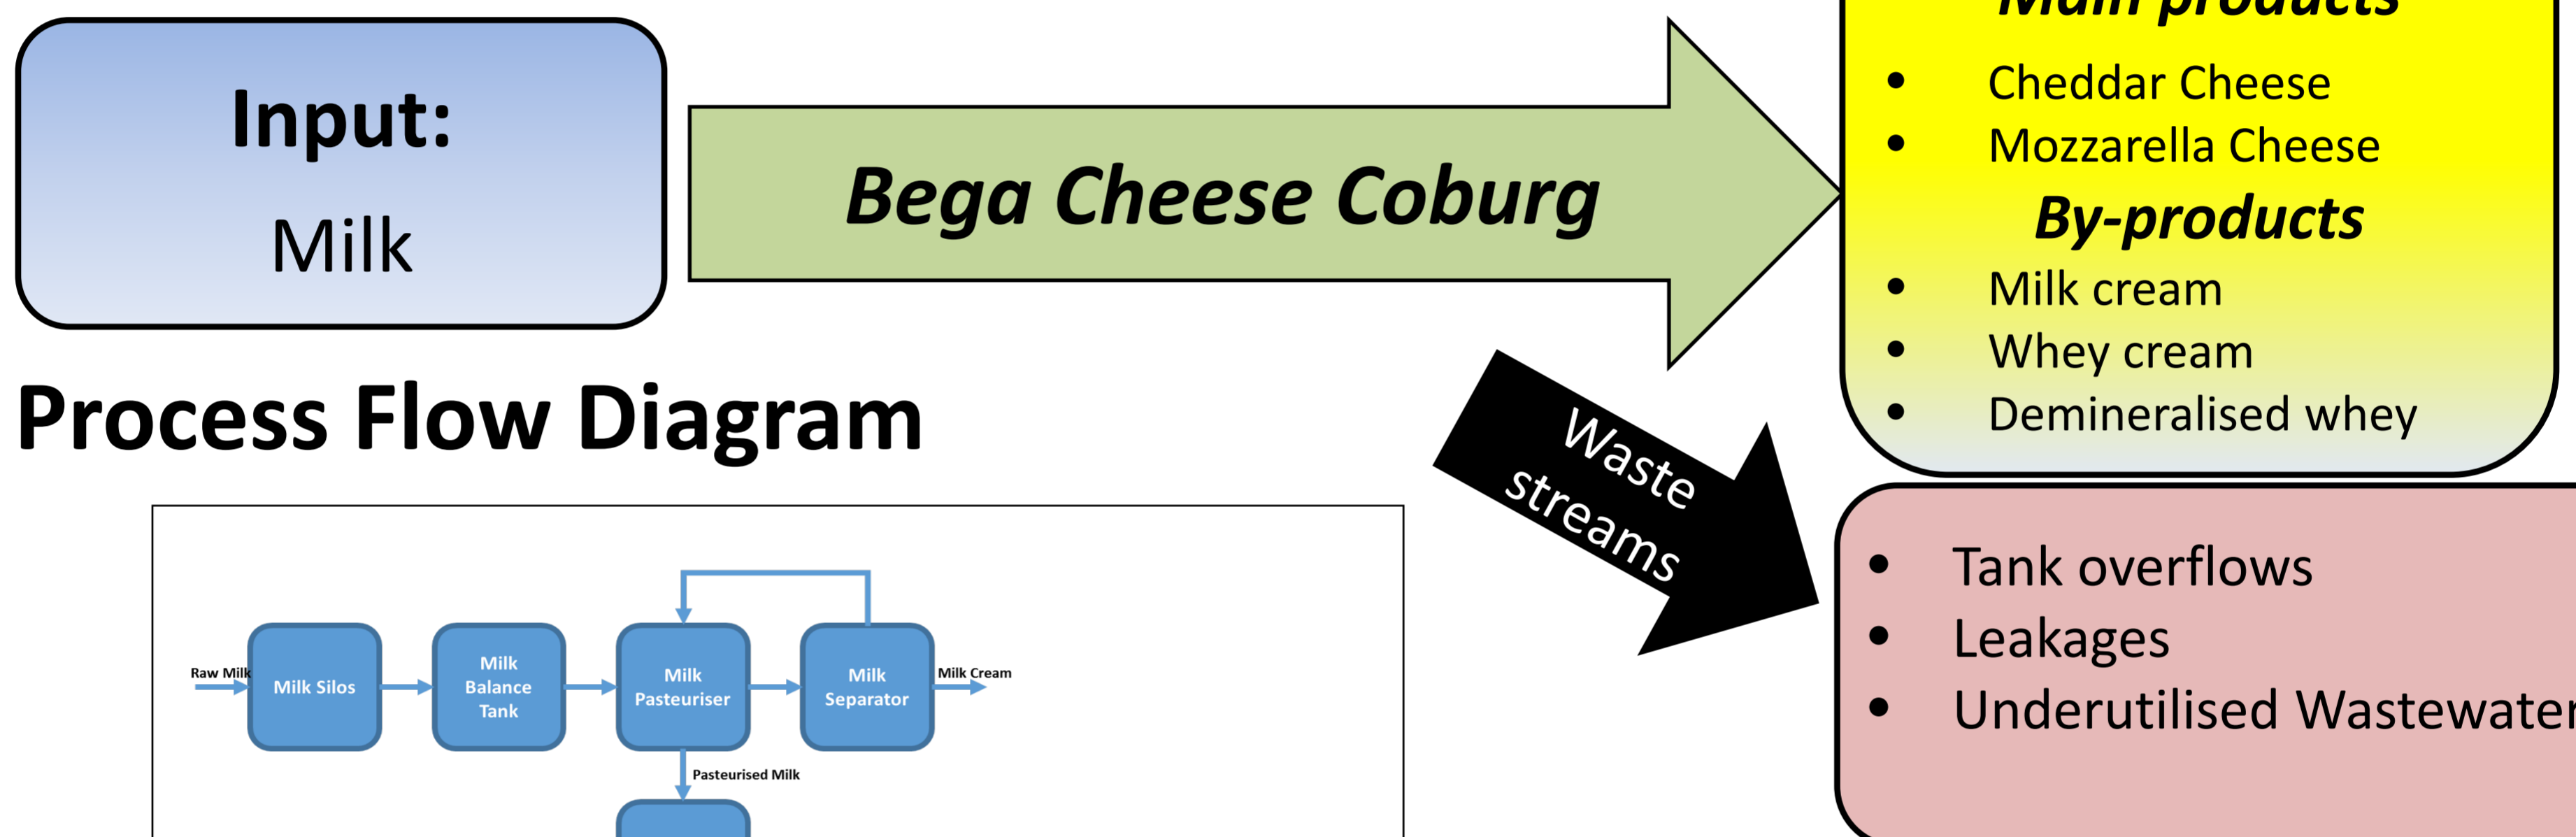 Input:
Milk
Bega Cheese Coburg
Main products
• Cheddar Cheese
• Mozzarella Cheese
By-products
• Milk cream
• Whey cream
• Demineralised whey
Waste
streams
• Tank overflows
• Leakages
• Underutilised Wastewater
Process Flow Diagram
Raw Milk
Milk Silos
Milk
Balance
Tank
Milk
Pasteuriser
Milk
Separator
Milk Cream
Pasteurised Milk